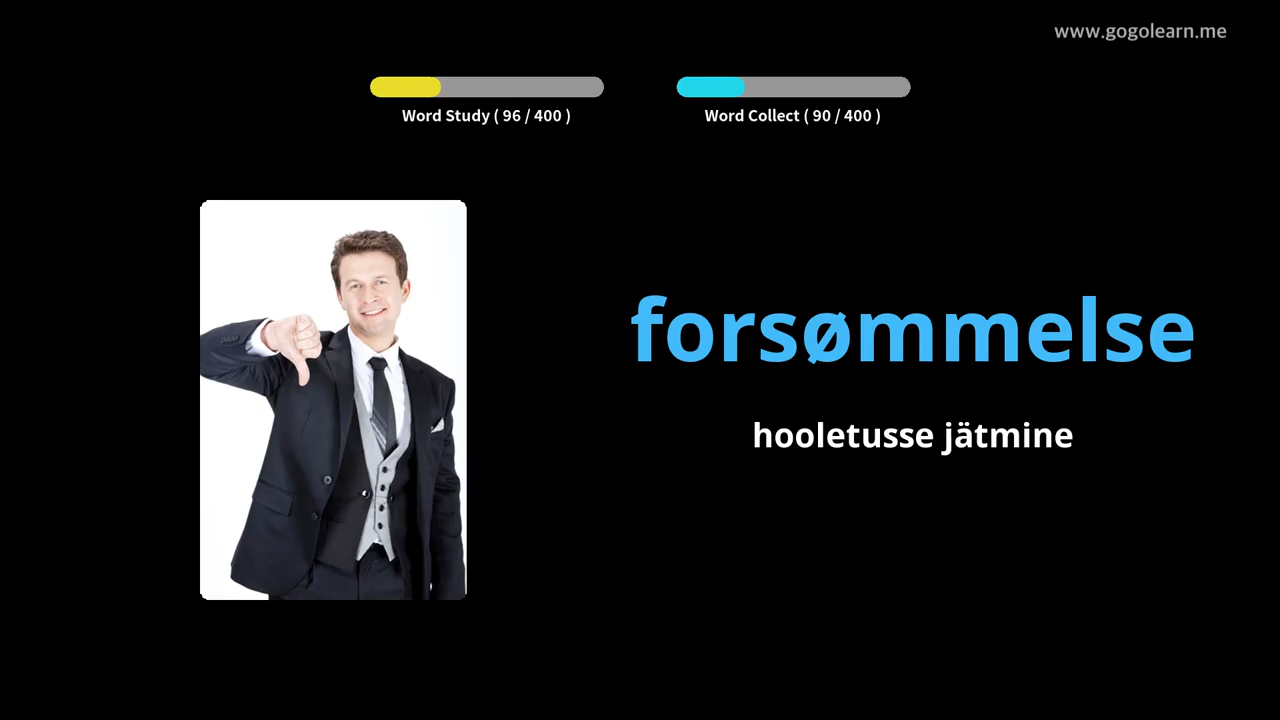 www.gogolearn.me
Word Study ( 96 / 400 )
Word Collect ( 90 / 400 )
forsømmelse
hooletusse jätmine